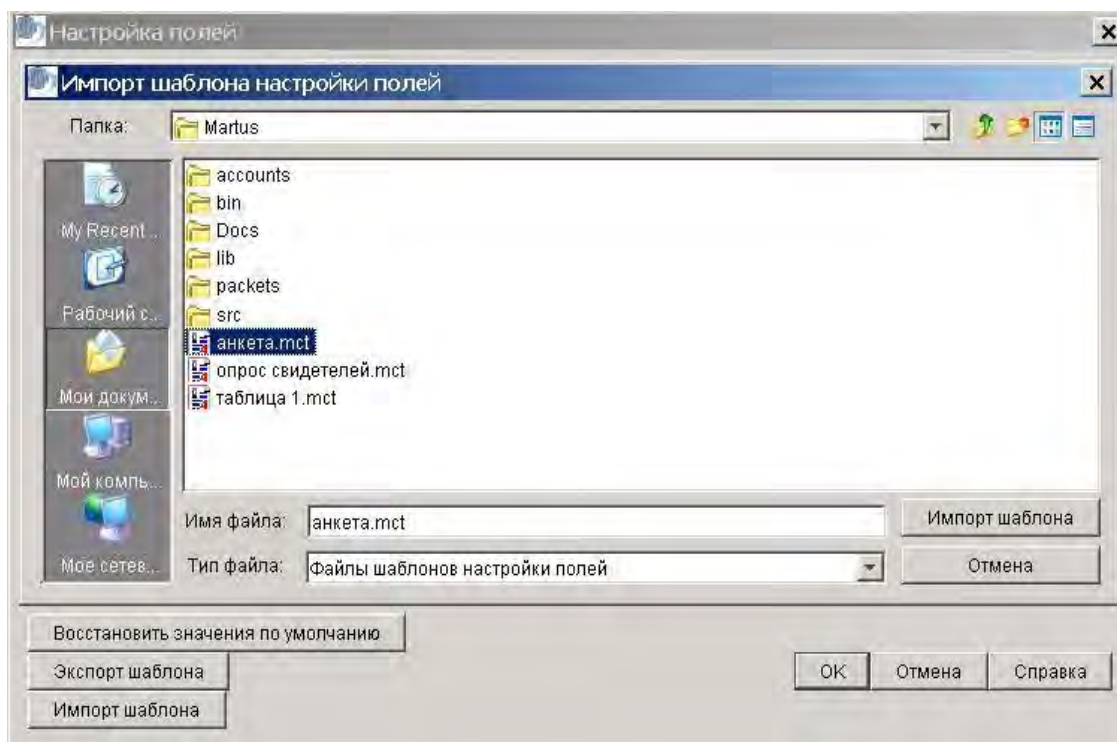 Настройка полей
Импорт шаблона настройки полей
Папка: Martus
My Recent ...
Рабочий с...
Мои докум...
Мой компь...
Мое сетев...
accounts
bin
Docs
lib
packets
src
анкета.mct
опрос свидетелей.mct
таблица 1.mct
Имя файла: анкета.mct
Импорт шаблона
Тип файла: Файлы шаблонов настройки полей
Отмена
Восстановить значения по умолчанию
Экспорт шаблона
OK Отмена Справка
Импорт шаблона